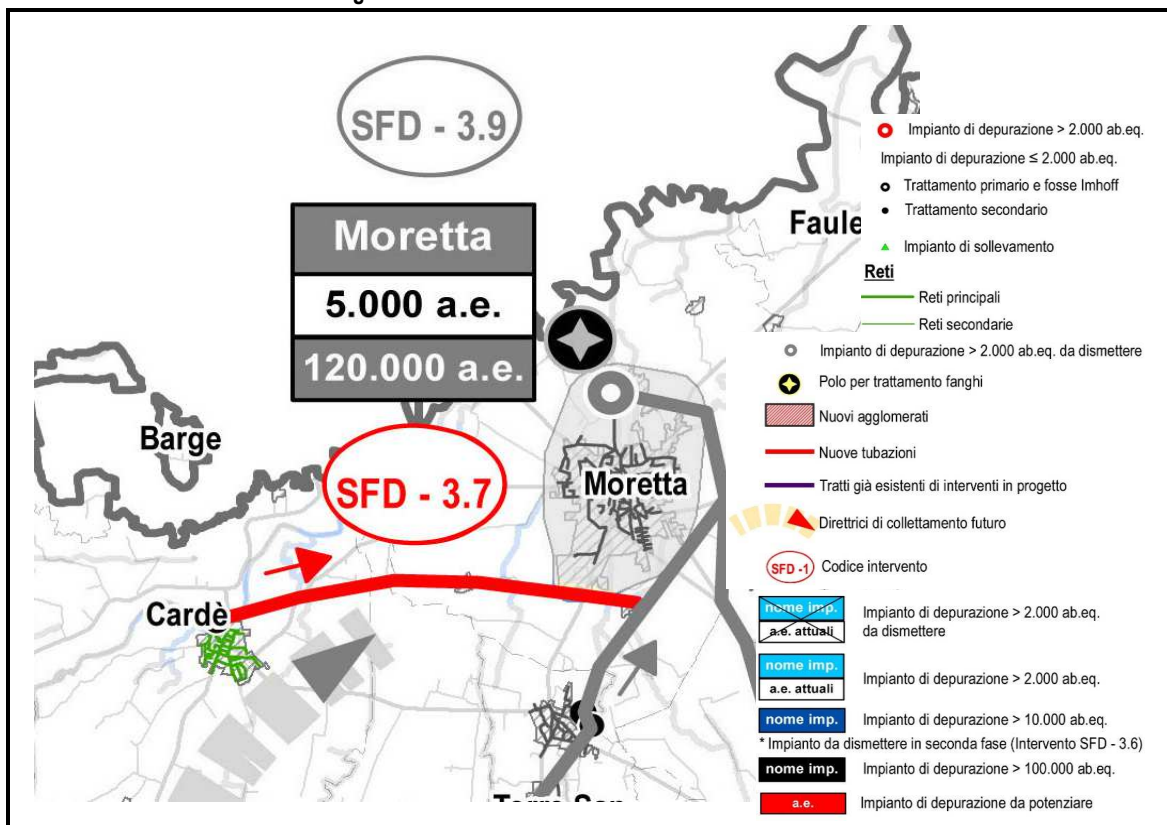 SFD - 3.9
Moretta
5.000 a.e.
120.000 a.e.
Faule
Barge
SFD - 3.7
Moretta
Cardè
Impianto di depurazione > 2.000 ab.eq.
Impianto di depurazione ≤ 2.000 ab.eq.
Trattamento primario e fosse Imhoff
Trattamento secondario
Impianto di sollevamento
Reti
Reti principali
Reti secondarie
Impianto di depurazione > 2.000 ab.eq. da dismettere
Polo per trattamento fanghi
Nuovi agglomerati
Nuove tubazioni
Tratti già esistenti di interventi in progetto
Direttrici di collettamento futuro
SFD -1 Codice intervento
nome imp.
a.e. attuali
Impianto di depurazione > 2.000 ab.eq.
da dismettere
nome imp.
a.e. attuali
Impianto di depurazione > 2.000 ab.eq.
nome imp. Impianto di depurazione > 10.000 ab.eq.
* Impianto da dismettere in seconda fase (Intervento SFD - 3.6)
nome imp. Impianto di depurazione > 100.000 ab.eq.
a.e. Impianto di depurazione da potenziare